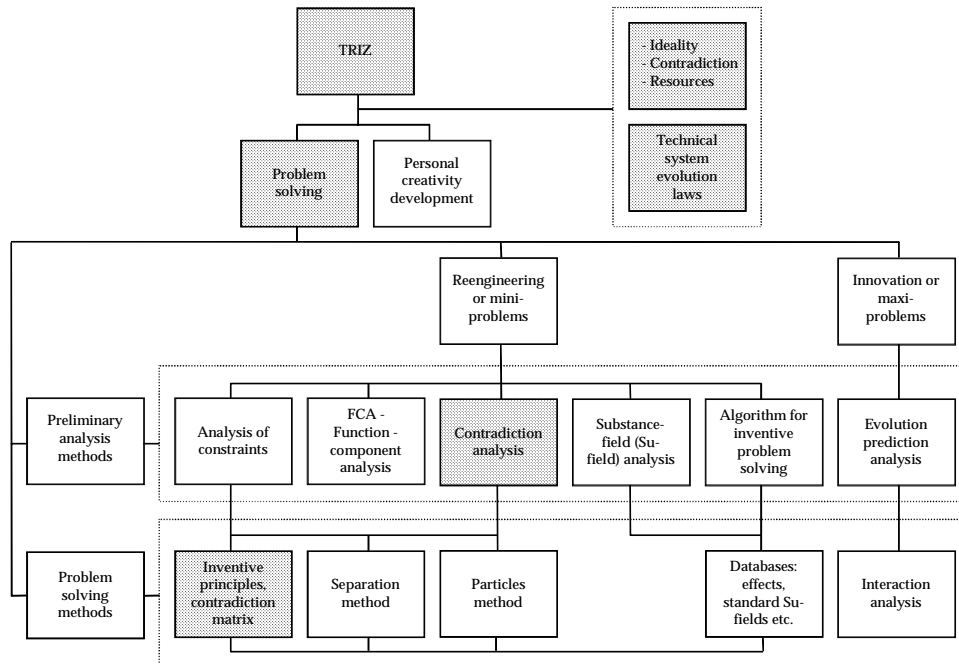 TRIZ
- Ideality
- Contradiction
- Resources
Technical
system
evolution
laws
Problem
solving
Personal
creativity
development
Reengineering
or mini-
problems
Innovation or
maxi-
problems
Preliminary
analysis
methods
Analysis of
constraints
FCA -
Function -
component
analysis
Contradiction
analysis
Substance-
field (Su-
field) analysis
Algorithm for
inventive
problem
solving
Evolution
prediction
analysis
Problem
solving
methods
Inventive
principles,
contradiction
matrix
Separation
method
Particles
method
Databases:
effects,
standard Su-
fields etc.
Interaction
analysis